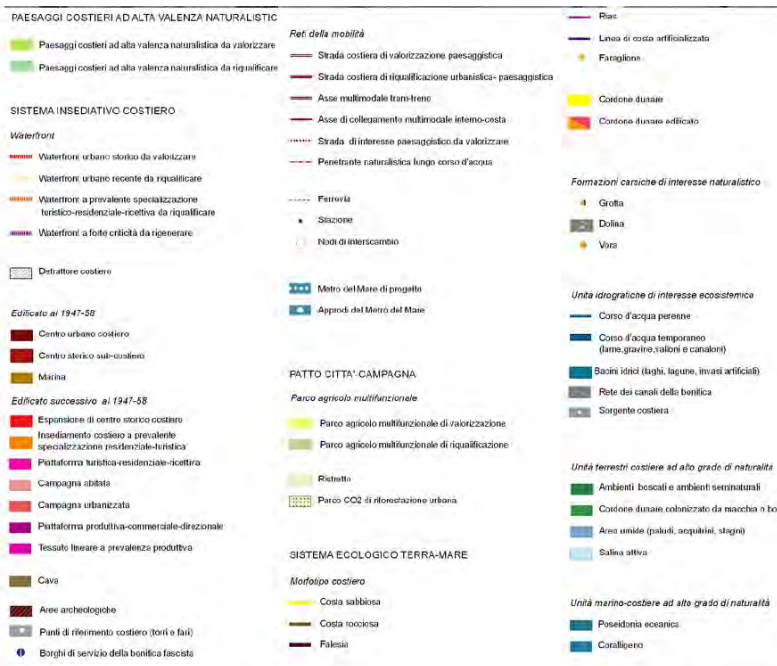 PAESAGGI COSTIERI AD ALTA VALENZA NATURALISTIC
Paesaggi costieri ad alta valenza naturalistica da valorizzare
Paesaggi costieri ad alta valenza naturalistica da riqualificare
SISTEMA INSEDIATIVO COSTIERO
Waterfront
Waterfront urbano storico da valorizzare
Waterfront urbano recente da riqualificare
Waterfront a prevalente specializzazione
turistico-residenziale-ricettiva da riqualificare
Waterfront a forte criticità da rigenerare
Detrattore costiero
Edificato al 1947-58
Centro urbano costiero
Centro storico sub-costiero
Marina
Edificato successivo al 1947-58
Espansione di centro storico costiero
Insediamento costiero a prevalente
specializzazione residenziale-turistica
Piattaforma turistica-residenziale-ricettiva
Campagna abitata
Campagna urbanizzata
Piattaforma produttiva-commerciale-direzionale
Tessuto lineare a prevalenza produttiva
Cava
Aree archeologiche
Punti di riferimento costiero (torri e fari)
Borghi di servizio della bonifica fascista
Reti della mobilità
Strada costiera di valorizzazione paesaggistica
Strada costiera di riqualificazione urbanistica- paesaggistica
Asse multimodale tram-treno
Asse di collegamento multimodale interno-costa
Strada di interesse paesaggistico da valorizzare
Penetrante naturalistica lungo corso d'acqua
Ferrovia
Stazione
Nodi di interscambio
Metro del Mare di progetto
Approdi del Metrò del Mare
PATTO CITTA'-CAMPAGNA
Parco agricolo multifunzionale
Parco agricolo multifunzionale di valorizzazione
Parco agricolo multifunzionale di riqualificazione
Ristretto
Parco CO2 di riforestazione urbana
SISTEMA ECOLOGICO TERRA-MARE
Morfotipo costiero
Costa sabbiosa
Costa rocciosa
Falesia
Rias
Linea di costa artificializzata
Faraglione
Cordone dunare
Cordone dunare edificato
Formazioni carsiche di interesse naturalistico
Grotta
Dolina
Vora
Unità idrografiche di interesse ecosistemico
Corso d'acqua perenne
Corso d'acqua temporaneo
(lame,gravine,valloni e canaloni)
Bacini idrici (laghi, lagune, invasi artificiali)
Rete dei canali della bonifica
Sorgente costiera
Unità terrestri costiere ad alto grado di naturalità
Ambienti boscati e ambienti seminaturali
Cordone dunare colonizzato da macchia o bo
Aree umide (paludi, acquitrini, stagni)
Salina attiva
Unità marino-costiere ad alto grado di naturalità
Poseidonia oceanica
Coralligeno